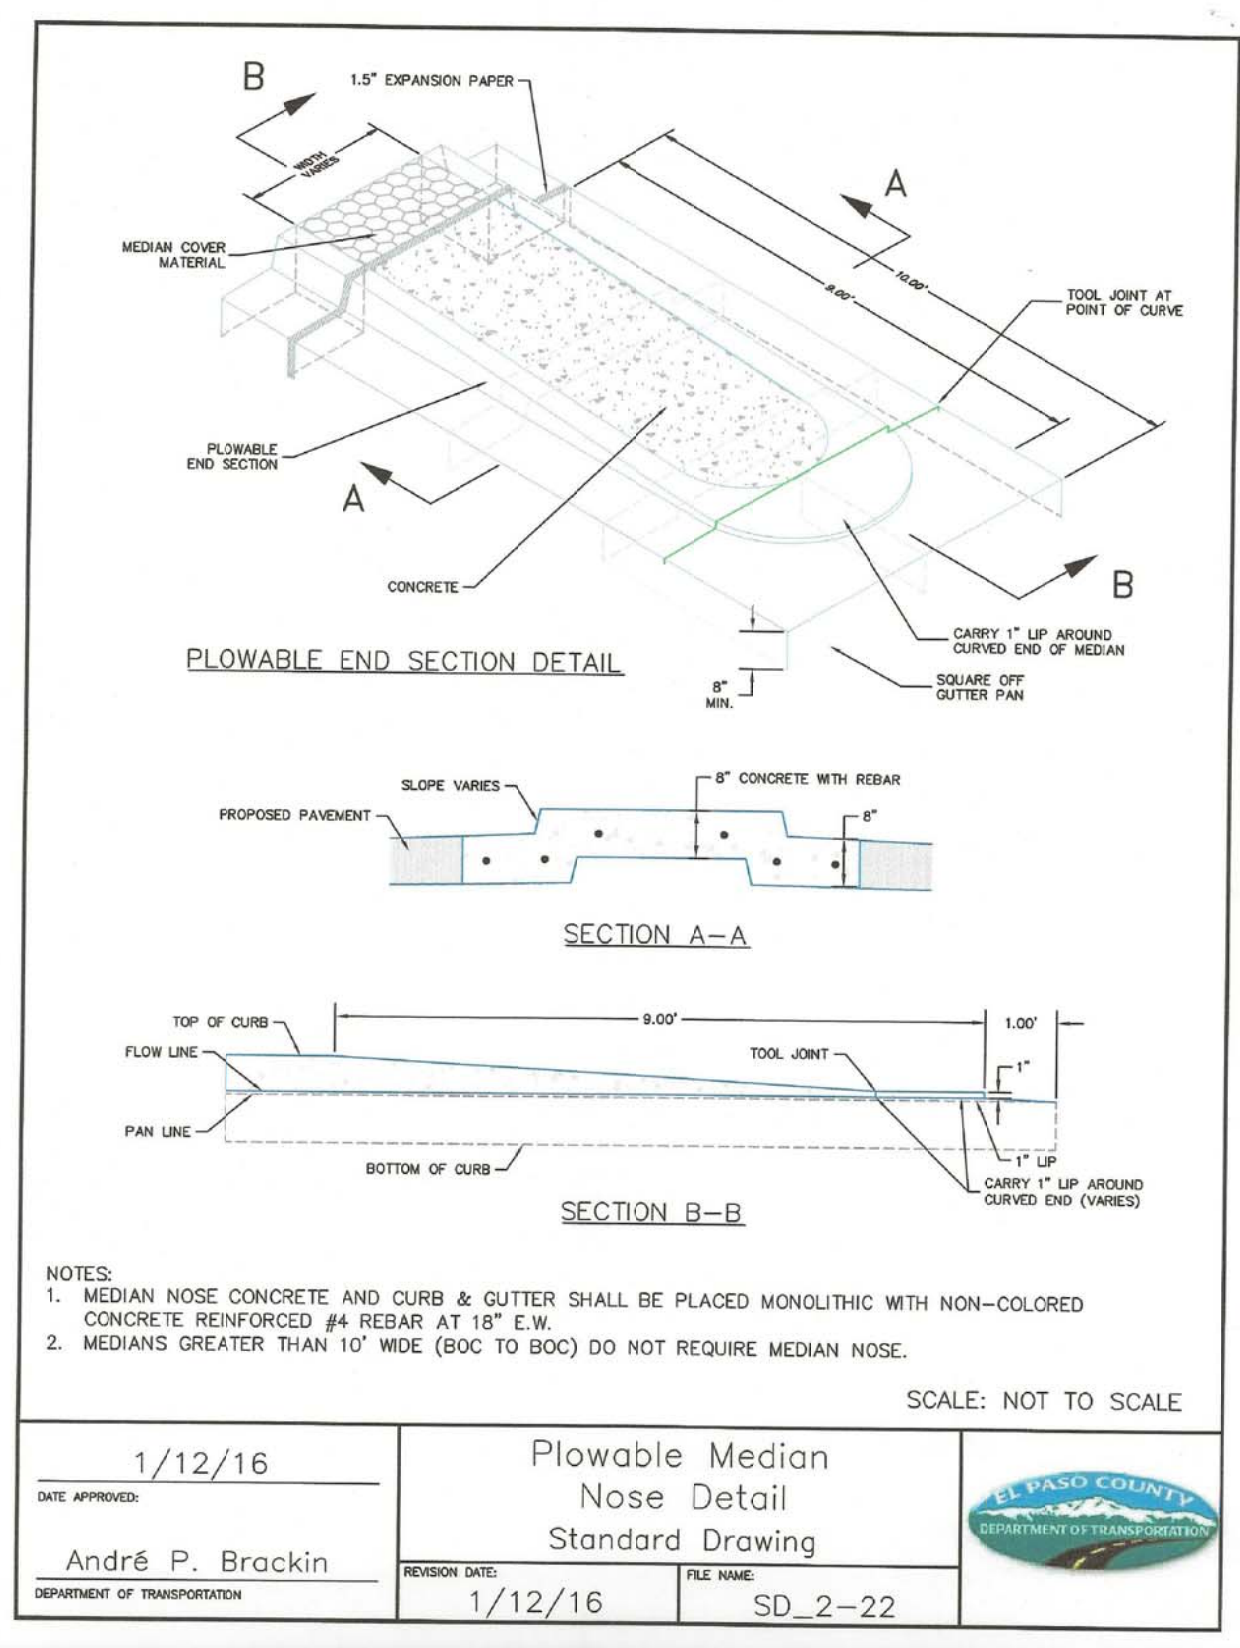 B
1.5" EXPANSION PAPER
WIDTH
VARIES
A
MEDIAN COVER
MATERIAL
10.00'
9.00'
TOOL JOINT AT
POINT OF CURVE
PLOWABLE
END SECTION
A
CONCRETE
B
CARRY 1" LIP AROUND
CURVED END OF MEDIAN
PLOWABLE END SECTION DETAIL
8"
MIN.
SQUARE OFF
GUTTER PAN
SLOPE VARIES
8" CONCRETE WITH REBAR
PROPOSED PAVEMENT
8"
SECTION A-A
TOP OF CURB
9.00'
1.00'
FLOW LINE
TOOL JOINT
1"
PAN LINE
BOTTOM OF CURB
1" LIP
CARRY 1" LIP AROUND
CURVED END (VARIES)
SECTION B-B
NOTES:
1. MEDIAN NOSE CONCRETE AND CURB & GUTTER SHALL BE PLACED MONOLITHIC WITH NON-COLORED
CONCRETE REINFORCED #4 REBAR AT 18" E.W.
2. MEDIANS GREATER THAN 10' WIDE (BOC TO BOC) DO NOT REQUIRE MEDIAN NOSE.
SCALE: NOT TO SCALE
1/12/16
DATE APPROVED:
André P. Brackin
DEPARTMENT OF TRANSPORTATION
Plowable Median
Nose Detail
Standard Drawing
REVISION DATE:
1/12/16
FILE NAME:
SD_2-22
EL PASO COUNTY
DEPARTMENT OF TRANSPORTATION